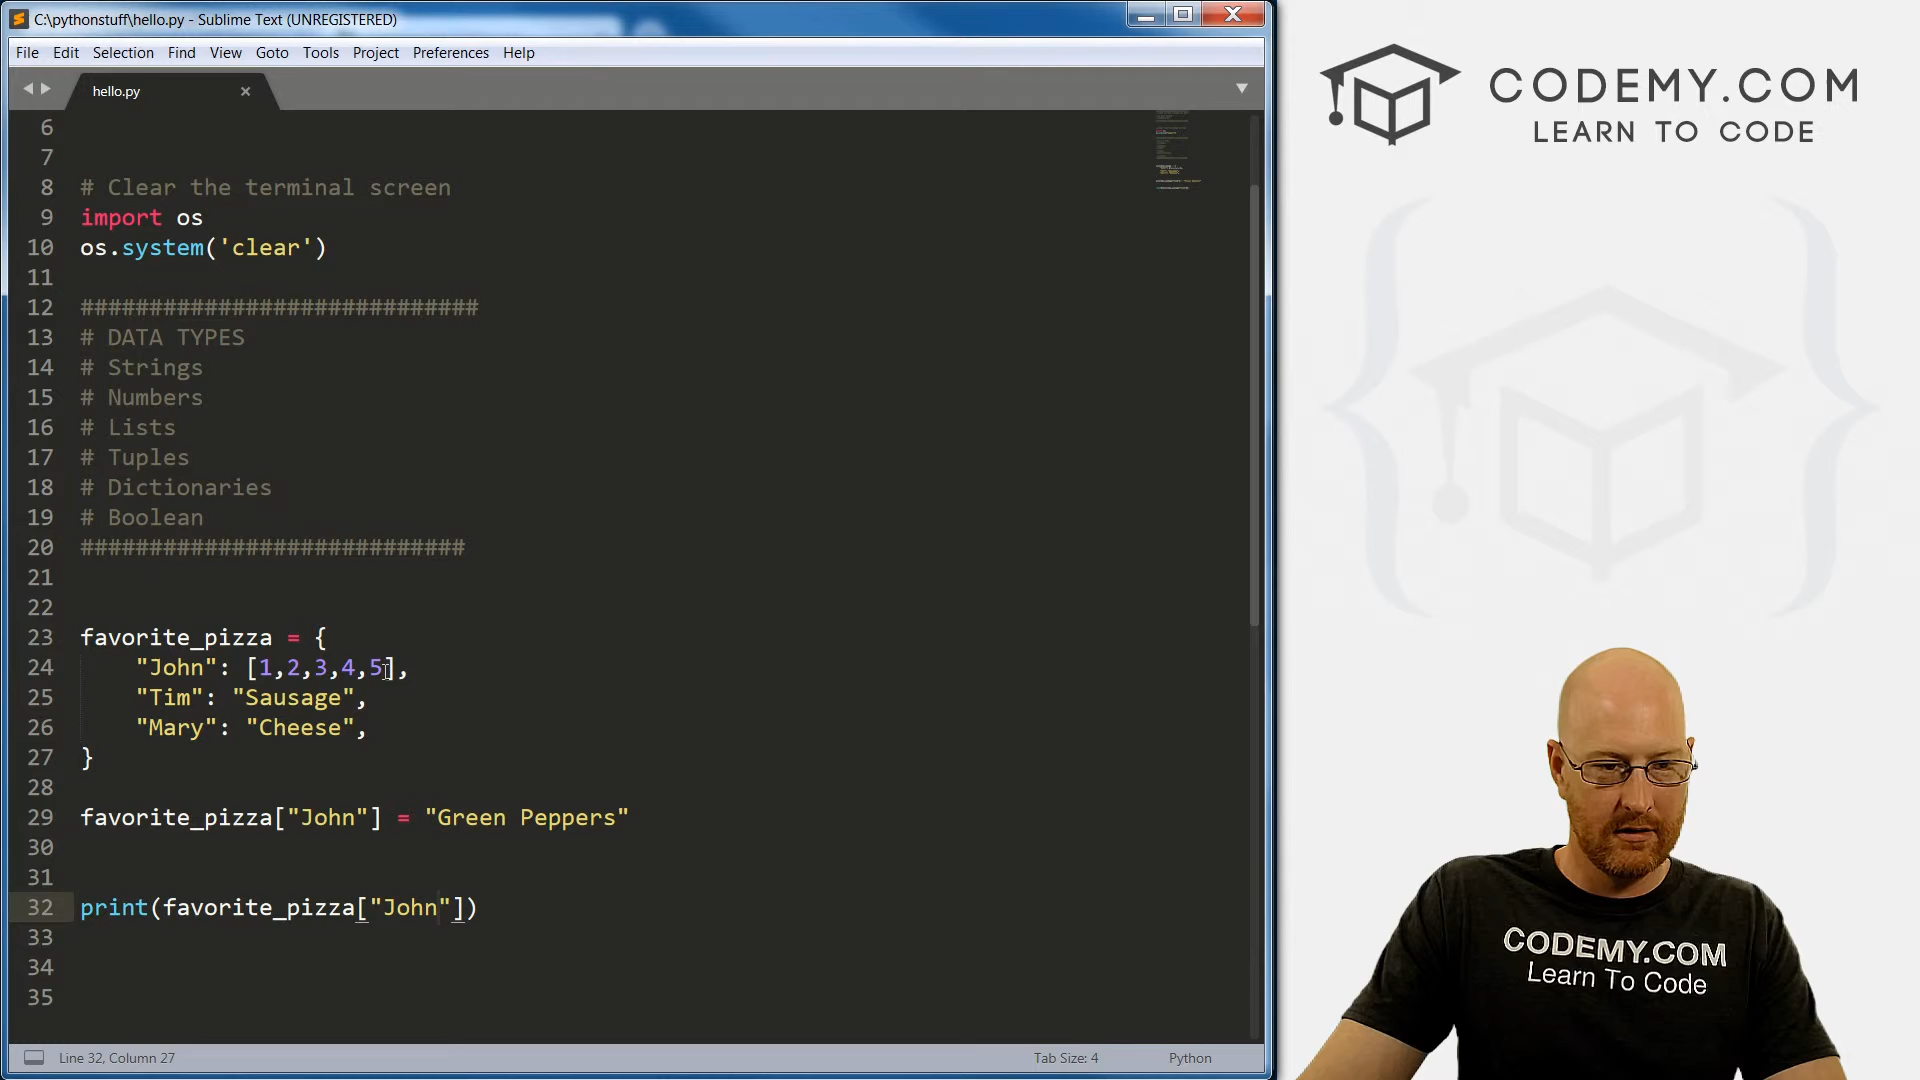 C:\pythonstuff\hello.py - Sublime Text (UNREGISTERED)
File Edit Selection Find View Goto Tools Project Preferences Help
hello.py
6
7
8 # Clear the terminal screen
9 import os
10 os.system('clear')
11
12 #############################
13 # DATA TYPES
14 # Strings
15 # Numbers
16 # Lists
17 # Tuples
18 # Dictionaries
19 # Boolean
20 ############################
21
22
23 favorite_pizza = {
24 "John": [1,2,3,4,5],
25 "Tim": "Sausage",
26 "Mary": "Cheese",
27 }
28
29 favorite_pizza["John"] = "Green Peppers"
30
31
32 print(favorite_pizza["John"])
33
34
35
Line 32, Column 27
Tab Size: 4
Python
CODEMY.COM
LEARN TO CODE
CODEMY.COM
Learn To Code